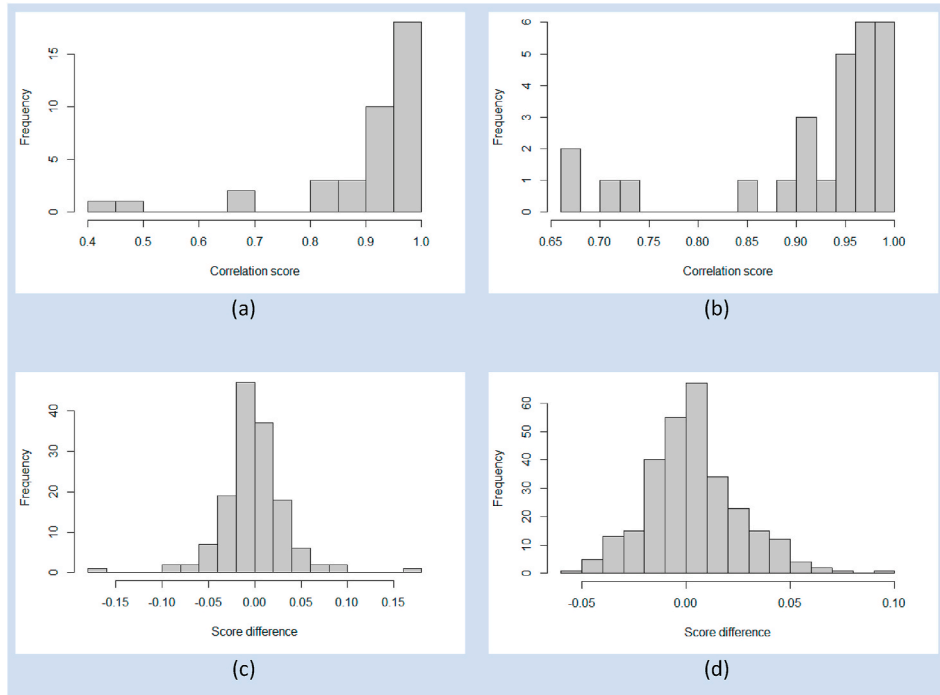 15
10
5
0
Frequency
0.4 0.5 0.6 0.7 0.8 0.9 1.0
Correlation score
(a)
6
5
4
3
2
1
0
Frequency
0.65 0.70 0.75 0.80 0.85 0.90 0.95 1.00
Correlation score
(b)
40
30
20
10
0
Frequency
-0.15 -0.10 -0.05 0.00 0.05 0.10 0.15
Score difference
(c)
60
50
40
30
20
10
0
Frequency
-0.05 0.00 0.05 0.10
Score difference
(d)